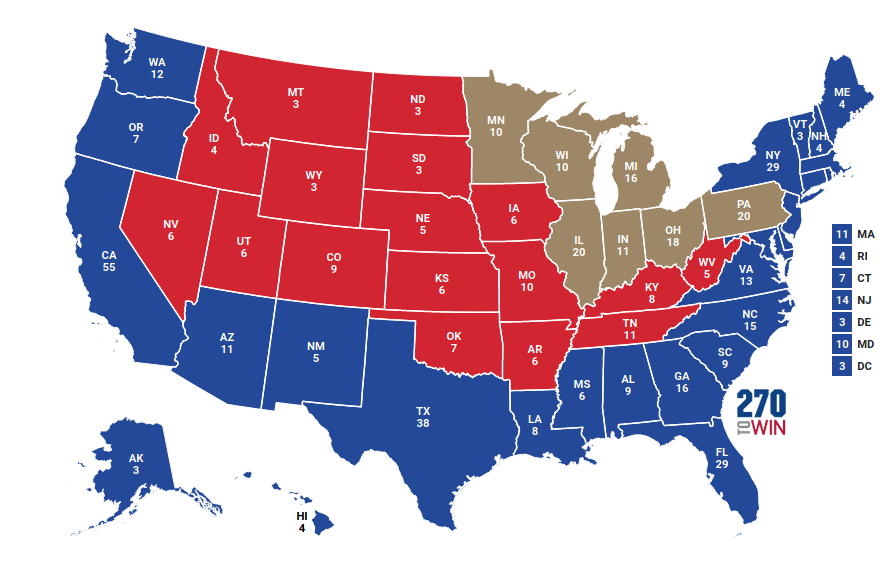 WA
12
OR
7
CA
55
ID
4
NV
6
MT
3
WY
3
UT
6
AZ
11
CO
9
NM
5
ND
3
SD
3
NE
5
KS
6
OK
7
TX
38
MN
10
IA
6
MO
10
AR
6
LA
8
WI
10
IL
20
MI
16
IN
11
OH
18
KY
8
TN
11
MS
6
AL
9
GA
16
FL
29
SC
9
NC
15
VA
13
WV
5
PA
20
NY
29
VT
3
NH
4
ME
4
AK
3
HI
4
11 MA
4 RI
7 CT
14 NJ
3 DE
10 MD
3 DC
270
TO WIN